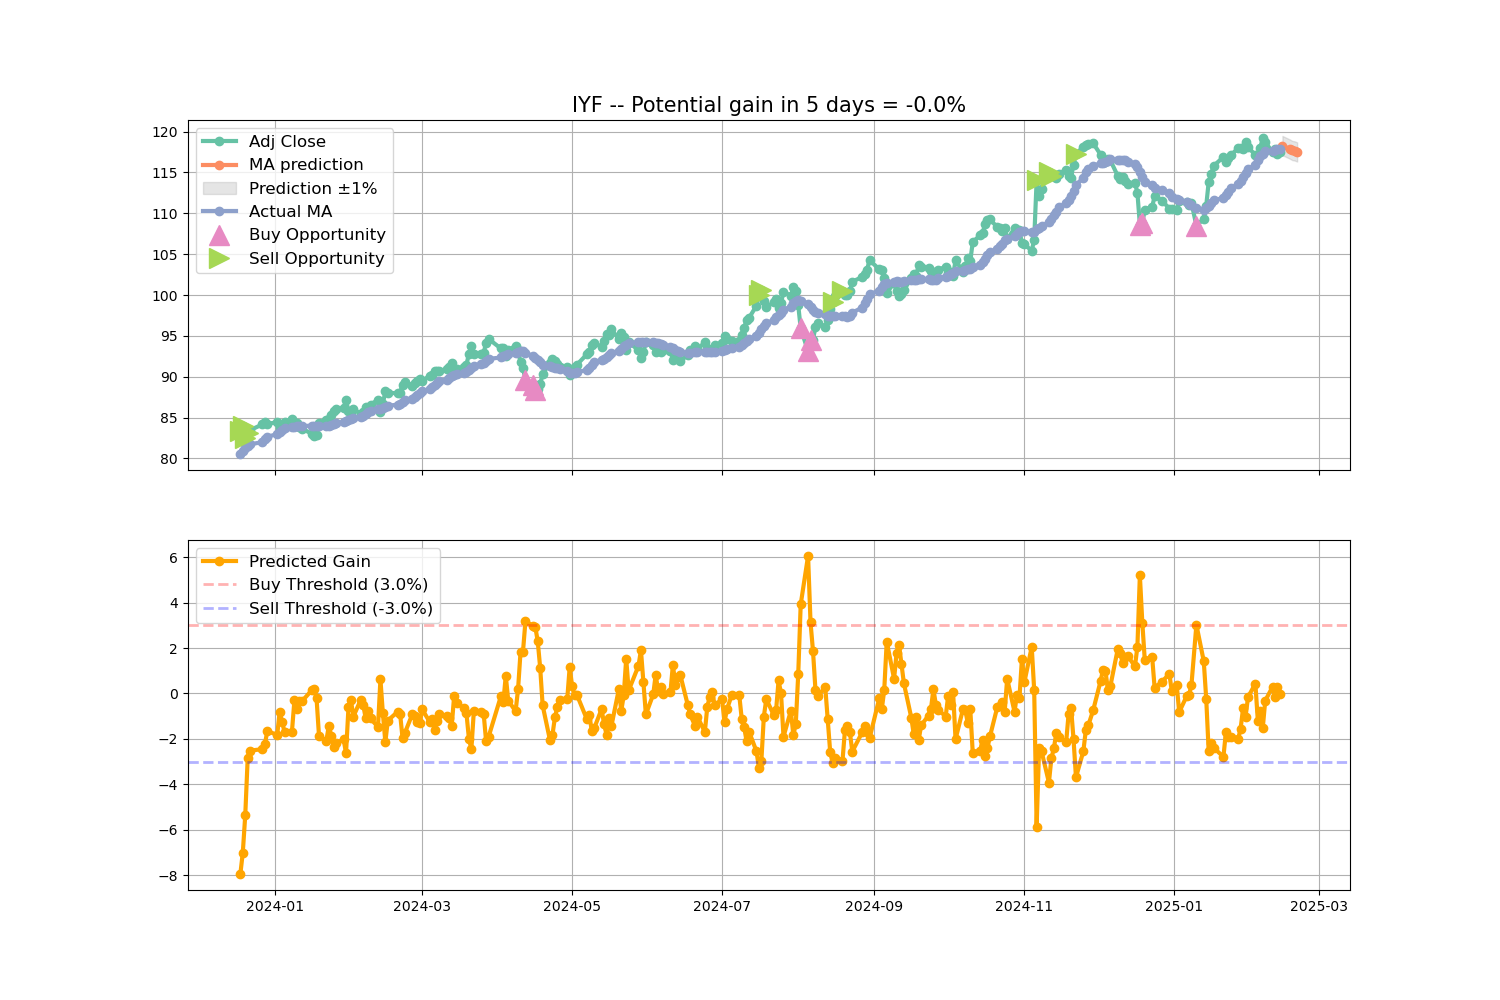 IYF -- Potential gain in 5 days = -0.0%
120
115
110
105
100
95
90
85
80
Adj Close
MA prediction
Prediction ±1%
Actual MA
Buy Opportunity
Sell Opportunity
6
4
2
0
−2
−4
−6
−8
Predicted Gain
Buy Threshold (3.0%)
Sell Threshold (-3.0%)
2024-01 2024-03 2024-05 2024-07 2024-09 2024-11 2025-01 2025-03